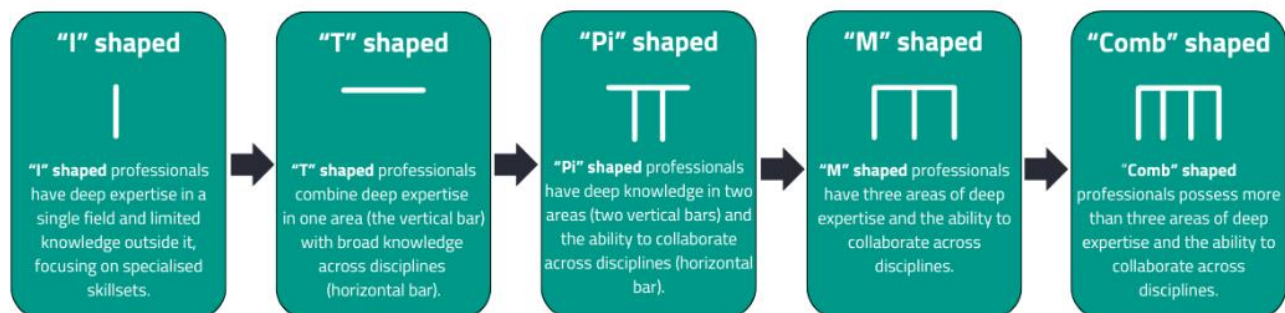 “I” shaped
“I” shaped professionals
have deep expertise in a
single field and limited
knowledge outside it,
focusing on specialised
skillsets.
“T” shaped
“T” shaped professionals
combine deep expertise
in one area (the vertical bar)
with broad knowledge
across disciplines
(horizontal bar).
“Pi” shaped
“Pi” shaped professionals
have deep knowledge in two
areas (two vertical bars) and
the ability to collaborate
across disciplines (horizontal
bar).
“M” shaped
“M” shaped professionals
have three areas of deep
expertise and the ability to
collaborate across
disciplines.
“Comb” shaped
“Comb” shaped
professionals possess more
than three areas of deep
expertise and the ability to
collaborate across
disciplines.